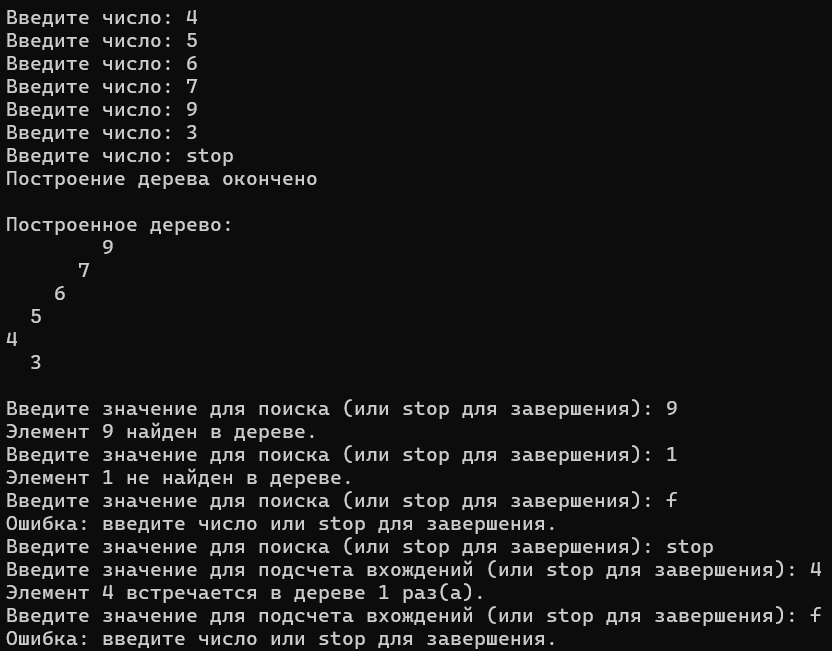 Введите число: 4
Введите число: 5
Введите число: 6
Введите число: 7
Введите число: 9
Введите число: 3
Введите число: stop
Построение дерева окончено

Построенное дерево:
        9
      7
    6
  5
4
  3

Введите значение для поиска (или stop для завершения): 9
Элемент 9 найден в дереве.
Введите значение для поиска (или stop для завершения): 1
Элемент 1 не найден в дереве.
Введите значение для поиска (или stop для завершения): f
Ошибка: введите число или stop для завершения.
Введите значение для поиска (или stop для завершения): stop
Введите значение для подсчета вхождений (или stop для завершения): 4
Элемент 4 встречается в дереве 1 раз(а).
Введите значение для подсчета вхождений (или stop для завершения): f
Ошибка: введите число или stop для завершения.